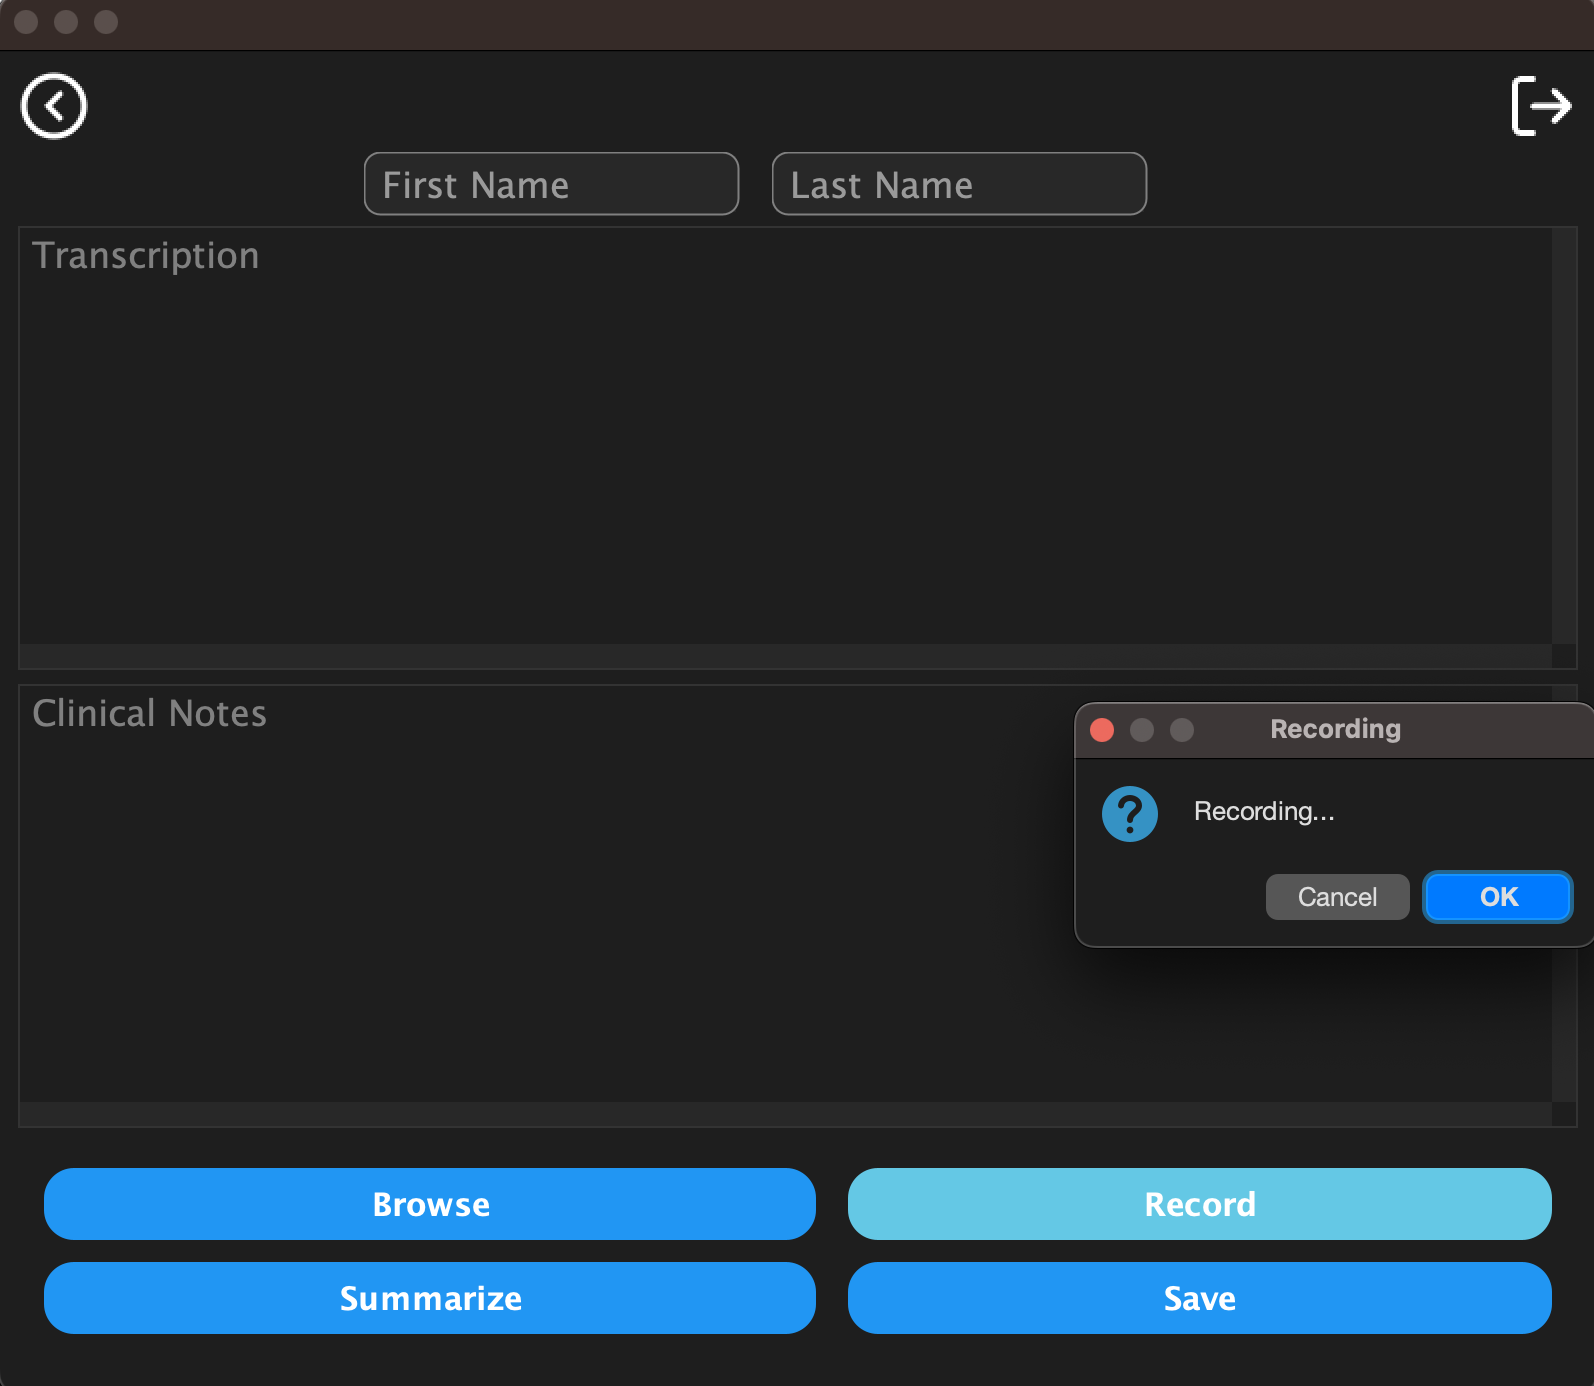 First Name
Last Name
Transcription
Clinical Notes
Recording
Recording...
Cancel
OK
Browse
Record
Summarize
Save